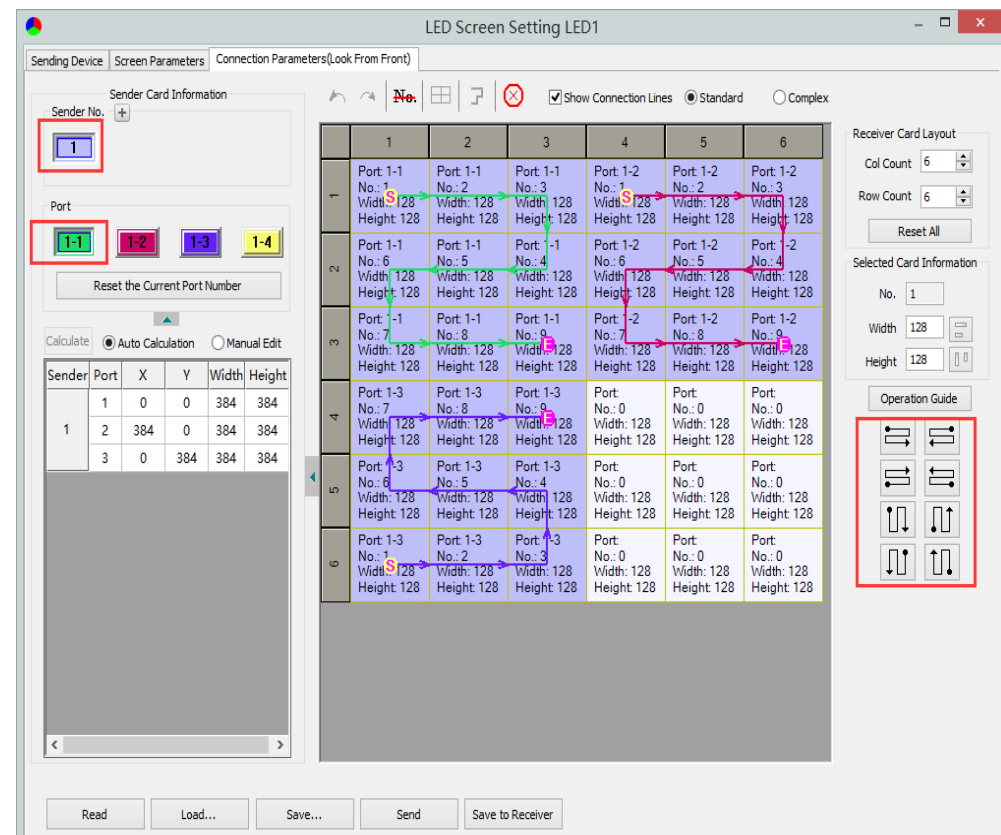 LED Screen Setting LED1
Sending Device Screen Parameters Connection Parameters(Look From Front)
Sender Card Information
Sender No. +
1
Port
1-1 1-2 1-3 1-4
Reset the Current Port Number
Calculate Auto Calculation Manual Edit
Sender Port X Y Width Height
1 0 0 384 384
1 2 384 0 384 384
3 0 384 384 384
No. Show Connection Lines Standard Complex
1 2 3 4 5 6
1
Port: 1-1 Port: 1-1 Port: 1-1 Port: 1-2 Port: 1-2 Port: 1-2
No.: 1 No.: 2 No.: 3 No.: 1 No.: 2 No.: 3
S S
Width: 128 Width: 128 Width: 128 Width: 128 Width: 128 Width: 128
Height: 128 Height: 128 Height: 128 Height: 128 Height: 128 Height: 128
2
Port: 1-1 Port: 1-1 Port: 1-1 Port: 1-2 Port: 1-2 Port: 1-2
No.: 6 No.: 5 No.: 4 No.: 6 No.: 5 No.: 4
Width: 128 Width: 128 Width: 128 Width: 128 Width: 128 Width: 128
Height: 128 Height: 128 Height: 128 Height: 128 Height: 128 Height: 128
3
Port: 1-1 Port: 1-1 Port: 1-1 Port: 1-2 Port: 1-2 Port: 1-2
No.: 7 No.: 8 No.: 9 No.: 7 No.: 8 No.: 9
E E
Width: 128 Width: 128 Width: 128 Width: 128 Width: 128 Width: 128
Height: 128 Height: 128 Height: 128 Height: 128 Height: 128 Height: 128
4
Port: 1-3 Port: 1-3 Port: 1-3 Port: Port: Port:
No.: 7 No.: 8 No.: 9 No.: 0 No.: 0 No.: 0
E
Width: 128 Width: 128 Width: 128 Width: 128 Width: 128 Width: 128
Height: 128 Height: 128 Height: 128 Height: 128 Height: 128 Height: 128
5
Port: 1-3 Port: 1-3 Port: 1-3 Port: Port: Port:
No.: 6 No.: 5 No.: 4 No.: 0 No.: 0 No.: 0
Width: 128 Width: 128 Width: 128 Width: 128 Width: 128 Width: 128
Height: 128 Height: 128 Height: 128 Height: 128 Height: 128 Height: 128
6
Port: 1-3 Port: 1-3 Port: 1-3 Port: Port: Port:
No.: 1 No.: 2 No.: 3 No.: 0 No.: 0 No.: 0
S
Width: 128 Width: 128 Width: 128 Width: 128 Width: 128 Width: 128
Height: 128 Height: 128 Height: 128 Height: 128 Height: 128 Height: 128
Receiver Card Layout
Col Count 6
Row Count 6
Reset All
Selected Card Information
No. 1
Width 128
Height 128
Operation Guide
Read Load... Save... Send Save to Receiver